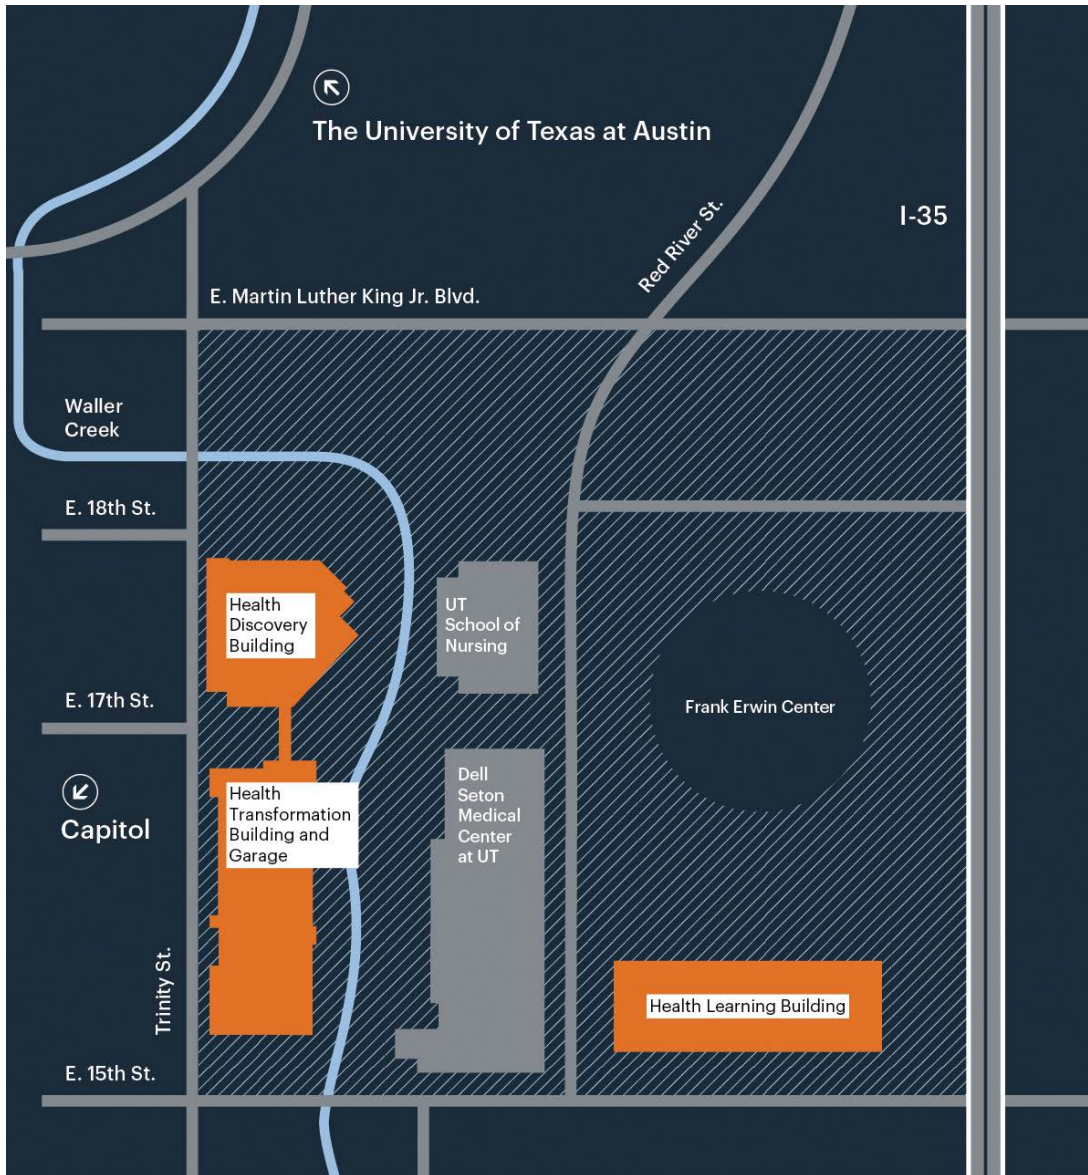 The University of Texas at Austin
I-35
Red River St.
E. Martin Luther King Jr. Blvd.
Waller
Creek
E. 18th St.
Health
Discovery
Building
UT
School of
Nursing
E. 17th St.
Frank Erwin Center
Capitol
Health
Transformation
Building and
Garage
Dell
Seton
Medical
Center
at UT
Trinity St.
Health Learning Building
E. 15th St.